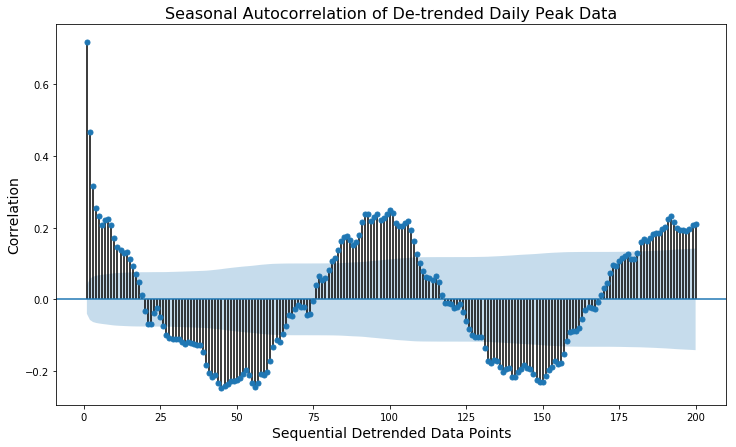 Seasonal Autocorrelation of De-trended Daily Peak Data
Correlation
0.6
0.4
0.2
0.0
−0.2
0 25 50 75 100 125 150 175 200
Sequential Detrended Data Points